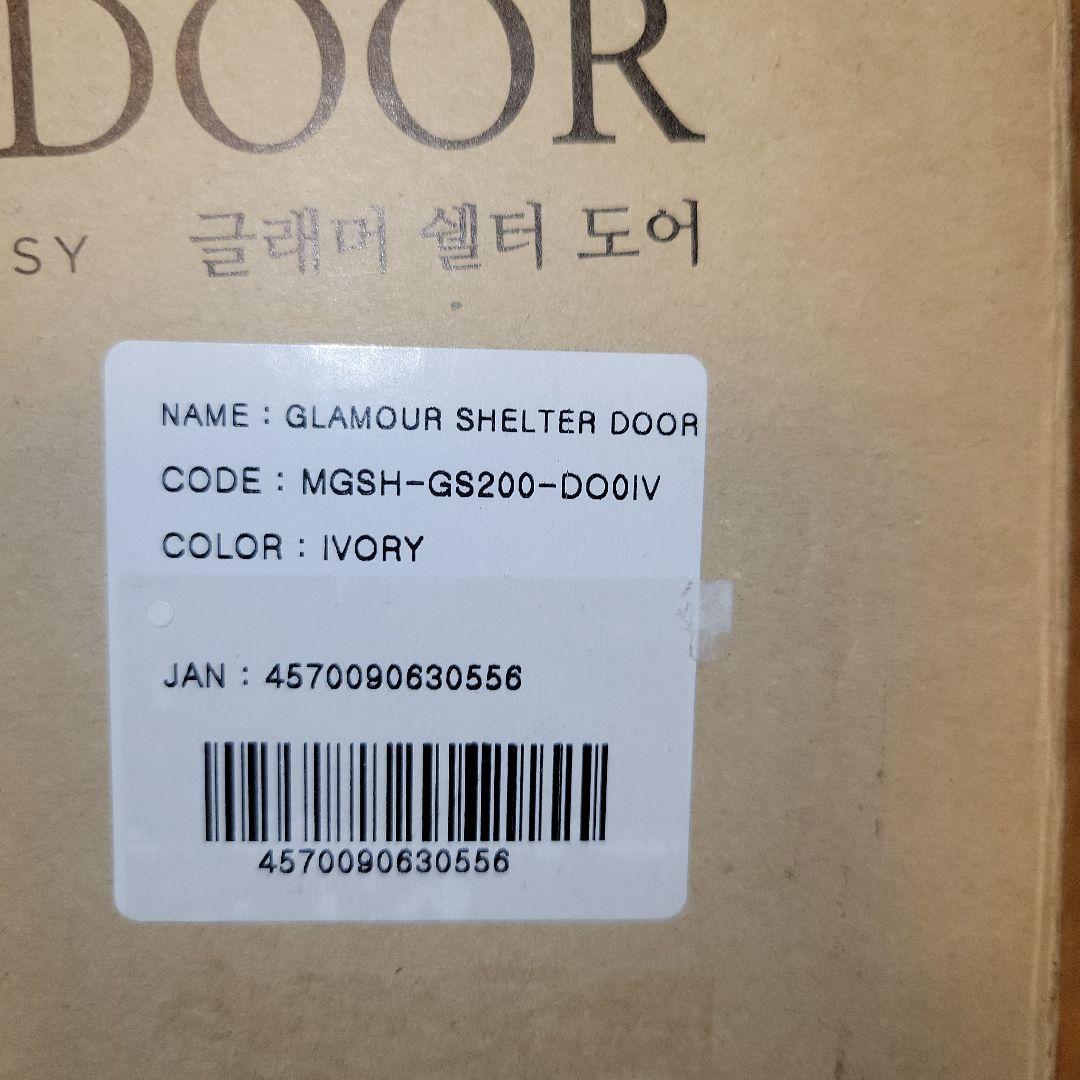 DOOR
SY 글래머 쉘터 도어
NAME : GLAMOUR SHELTER DOOR
CODE : MGSH-GS200-DO0IV
COLOR : IVORY
JAN : 4570090630556
4570090630556